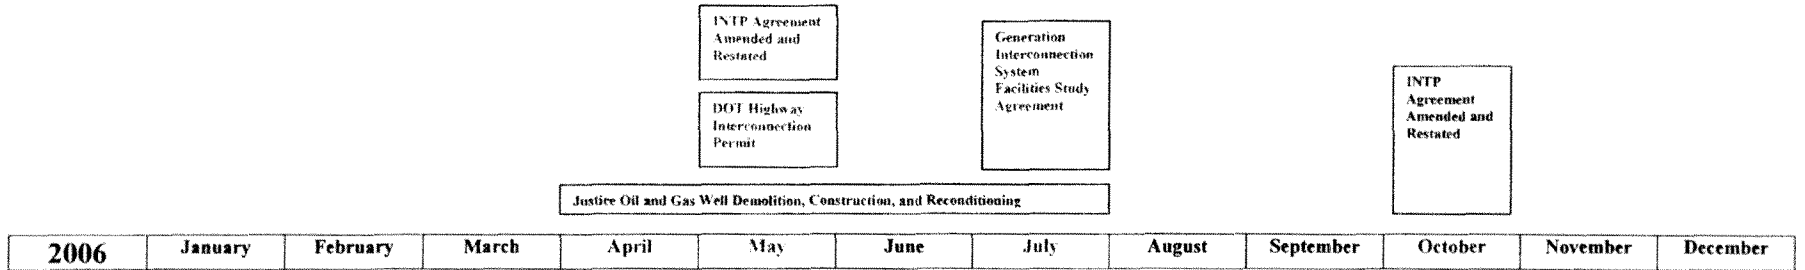 INTP Agreement
Amended and
Restated
DOT Highway
Interconnection
Permit
Generation
Interconnection
System
Facilities Study
Agreement
INTP
Agreement
Amended and
Restated
Justice Oil and Gas Well Demolition, Construction, and Reconditioning
2006 January February March April May June July August September October November December